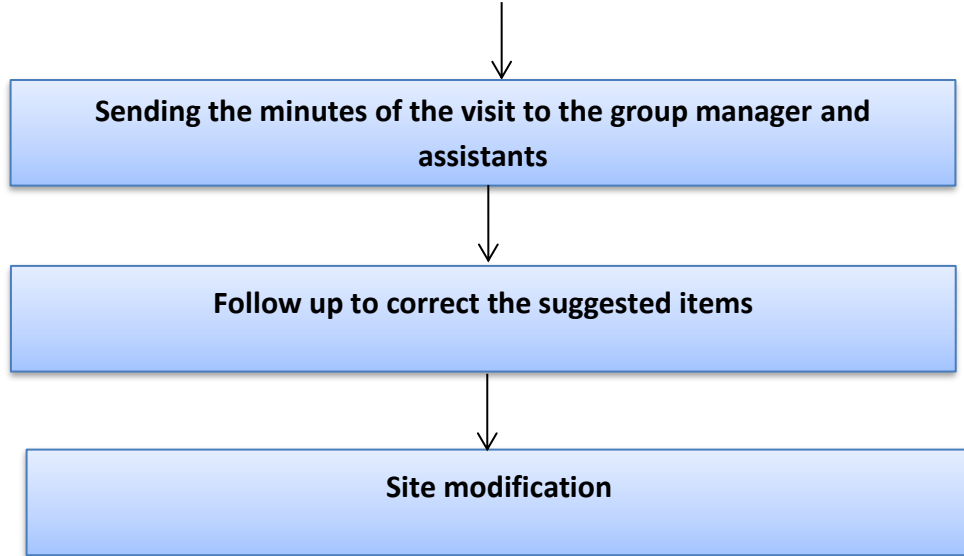 Sending the minutes of the visit to the group manager and
assistants
Follow up to correct the suggested items
Site modification